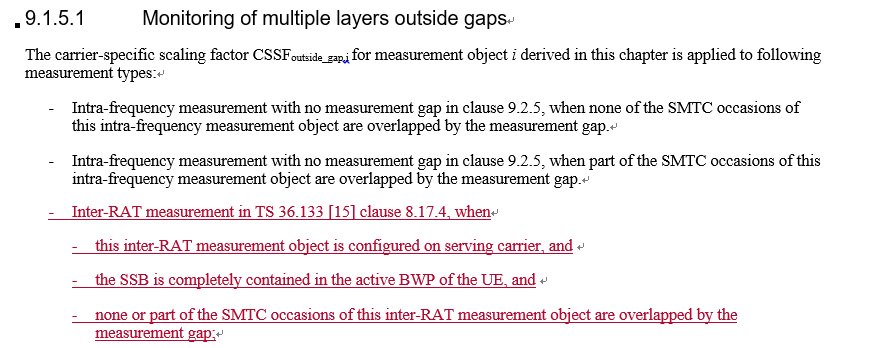 9.1.5.1 Monitoring of multiple layers outside gaps
The carrier-specific scaling factor CSSFoutside_gap,i for measurement object i derived in this chapter is applied to following
measurement types:
- Intra-frequency measurement with no measurement gap in clause 9.2.5, when none of the SMTC occasions of
this intra-frequency measurement object are overlapped by the measurement gap.
- Intra-frequency measurement with no measurement gap in clause 9.2.5, when part of the SMTC occasions of this
intra-frequency measurement object are overlapped by the measurement gap.
- Inter-RAT measurement in TS 36.133 [15] clause 8.17.4, when
- this inter-RAT measurement object is configured on serving carrier, and
- the SSB is completely contained in the active BWP of the UE, and
- none or part of the SMTC occasions of this inter-RAT measurement object are overlapped by the
measurement gap;